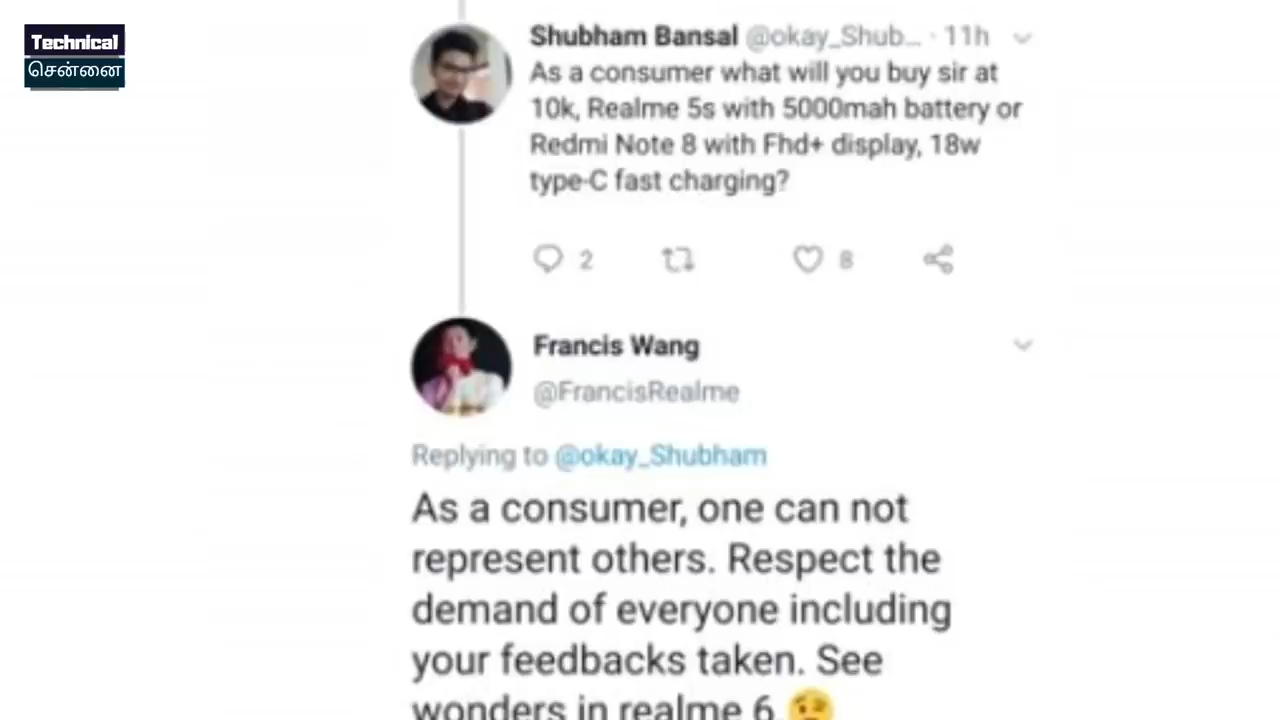 Technical
சென்னை
Shubham Bansal @okay_Shub... · 11h
As a consumer what will you buy sir at
10k, Realme 5s with 5000mah battery or
Redmi Note 8 with Fhd+ display, 18w
type-C fast charging?
2 8
Francis Wang
@FrancisRealme
Replying to @okay_Shubham
As a consumer, one can not
represent others. Respect the
demand of everyone including
your feedbacks taken. See
wonders in realme 6.